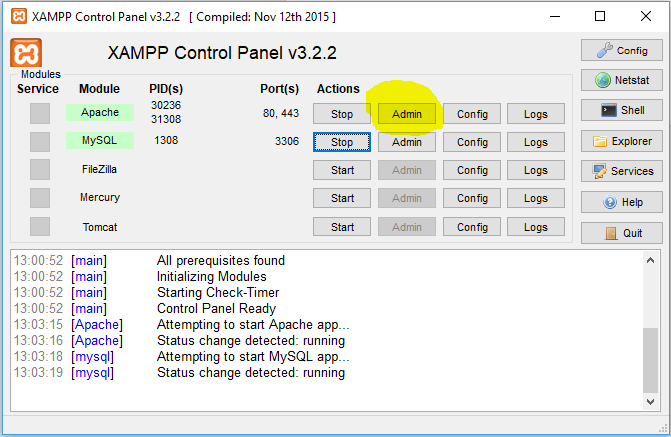 XAMPP Control Panel v3.2.2 [ Compiled: Nov 12th 2015 ]
XAMPP Control Panel v3.2.2
Config
Modules
Service Module PID(s) Port(s) Actions
Netstat
Apache 30236 31308 80, 443 Stop Admin Config Logs
Shell
MySQL 1308 3306 Stop Admin Config Logs
Explorer
FileZilla Start Admin Config Logs
Services
Mercury Start Admin Config Logs
Help
Tomcat Start Admin Config Logs
Quit
13:00:52 [main] All prerequisites found
13:00:52 [main] Initializing Modules
13:00:52 [main] Starting Check-Timer
13:00:52 [main] Control Panel Ready
13:03:15 [Apache] Attempting to start Apache app...
13:03:16 [Apache] Status change detected: running
13:03:18 [mysql] Attempting to start MySQL app...
13:03:19 [mysql] Status change detected: running